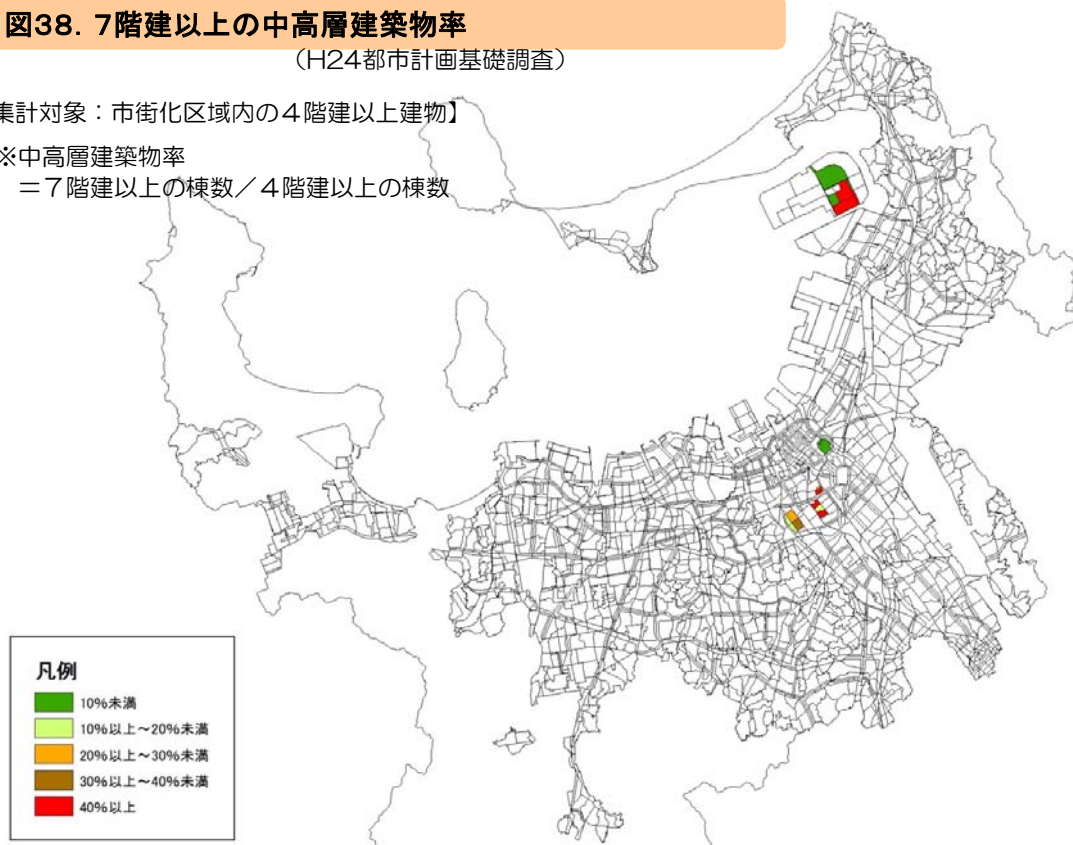 図38. 7階建以上の中高層建築物率
（H24都市計画基礎調査）
集計対象：市街化区域内の４階建以上建物】
※中高層建築物率
＝７階建以上の棟数／４階建以上の棟数
凡例
10%未満
10%以上～20%未満
20%以上～30%未満
30%以上～40%未満
40%以上